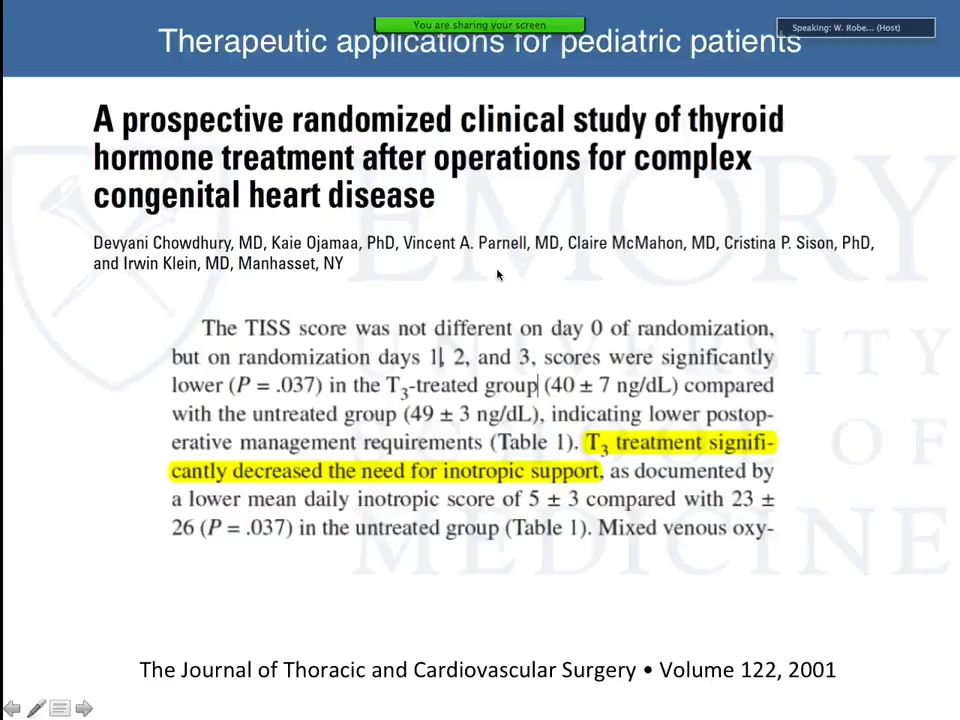 You are sharing your screen
Speaking: W. Robe... (Host)
Therapeutic applications for pediatric patients
A prospective randomized clinical study of thyroid
hormone treatment after operations for complex
congenital heart disease
Devyani Chowdhury, MD, Kaie Ojamaa, PhD, Vincent A. Parnell, MD, Claire McMahon, MD, Cristina P. Sison, PhD,
and Irwin Klein, MD, Manhasset, NY
The TISS score was not different on day 0 of randomization,
but on randomization days 1, 2, and 3, scores were significantly
lower (P = .037) in the T3-treated group (40 ± 7 ng/dL) compared
with the untreated group (49 ± 3 ng/dL), indicating lower postop-
erative management requirements (Table 1). T3 treatment signifi-
cantly decreased the need for inotropic support, as documented by
a lower mean daily inotropic score of 5 ± 3 compared with 23 ±
26 (P = .037) in the untreated group (Table 1). Mixed venous oxy-
EMORY
UNIVERSITY
SCHOOL OF
MEDICINE
The Journal of Thoracic and Cardiovascular Surgery • Volume 122, 2001